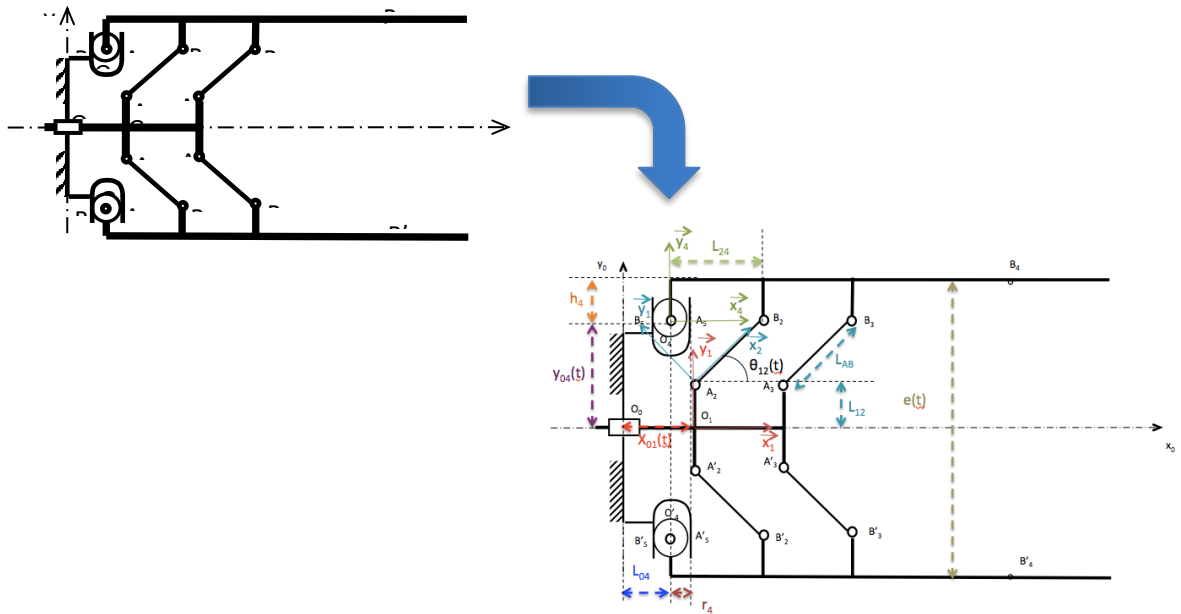 y₄
L₂₄
y₀
B₄
h₄
y₁
x₄
B₅
A₅
B₂
B₃
O₄
y₁
x₂
L_AB
θ₁₂(t)
y₀₄(t)
A₂
A₃
e(t)
O₀
O₁
L₁₂
X₀₁(t)
x₁
x₀
A'₂
A'₃
O'₄
B'₅
A'₅
B'₂
B'₃
B'₄
L₀₄
r₄